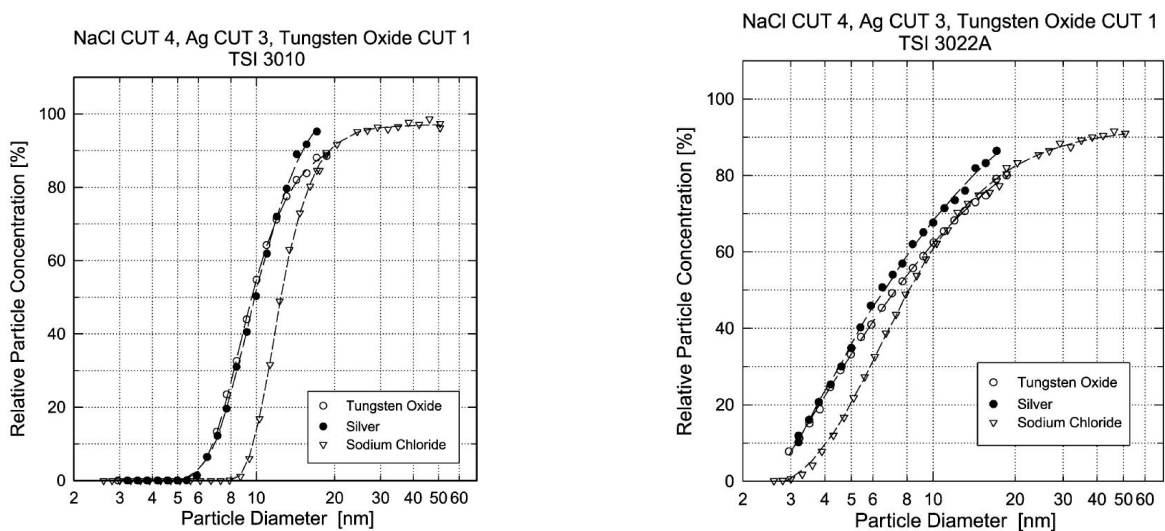 NaCl CUT 4, Ag CUT 3, Tungsten Oxide CUT 1
TSI 3010
Relative Particle Concentration [%]
100
80
60
40
20
0
Tungsten Oxide
Silver
Sodium Chloride
2 3 4 5 6 8 10 20 30 40 50 60
Particle Diameter [nm]
NaCl CUT 4, Ag CUT 3, Tungsten Oxide CUT 1
TSI 3022A
Relative Particle Concentration [%]
100
80
60
40
20
0
Tungsten Oxide
Silver
Sodium Chloride
2 3 4 5 6 8 10 20 30 40 50 60
Particle Diameter [nm]